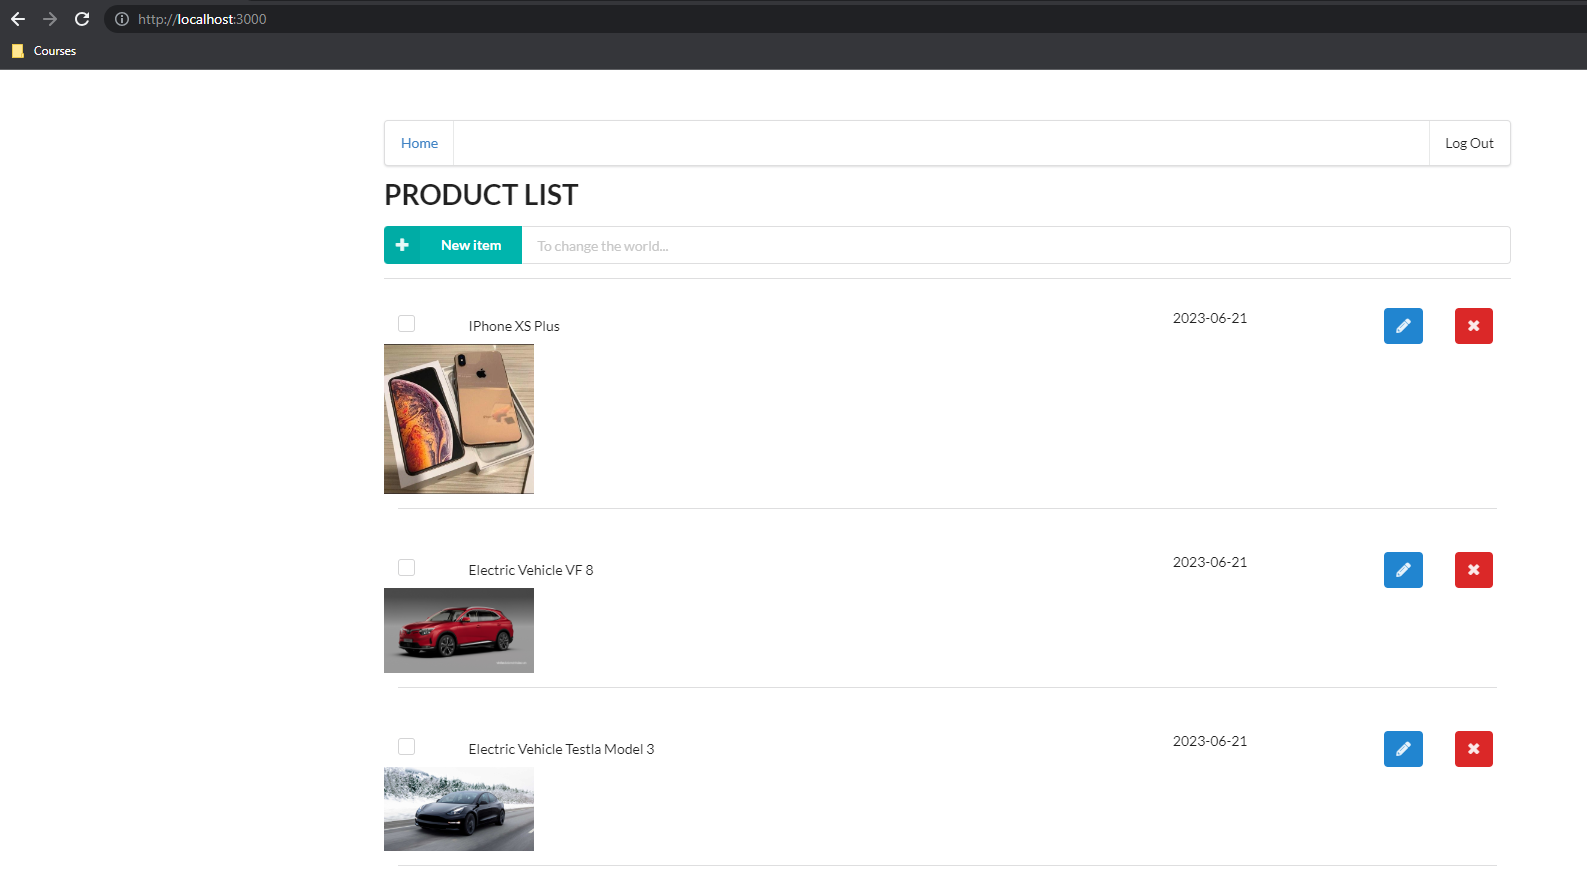 http://localhost:3000
Courses
Home
Log Out
PRODUCT LIST
New item
To change the world...
IPhone XS Plus
2023-06-21
Electric Vehicle VF 8
2023-06-21
Electric Vehicle Testla Model 3
2023-06-21